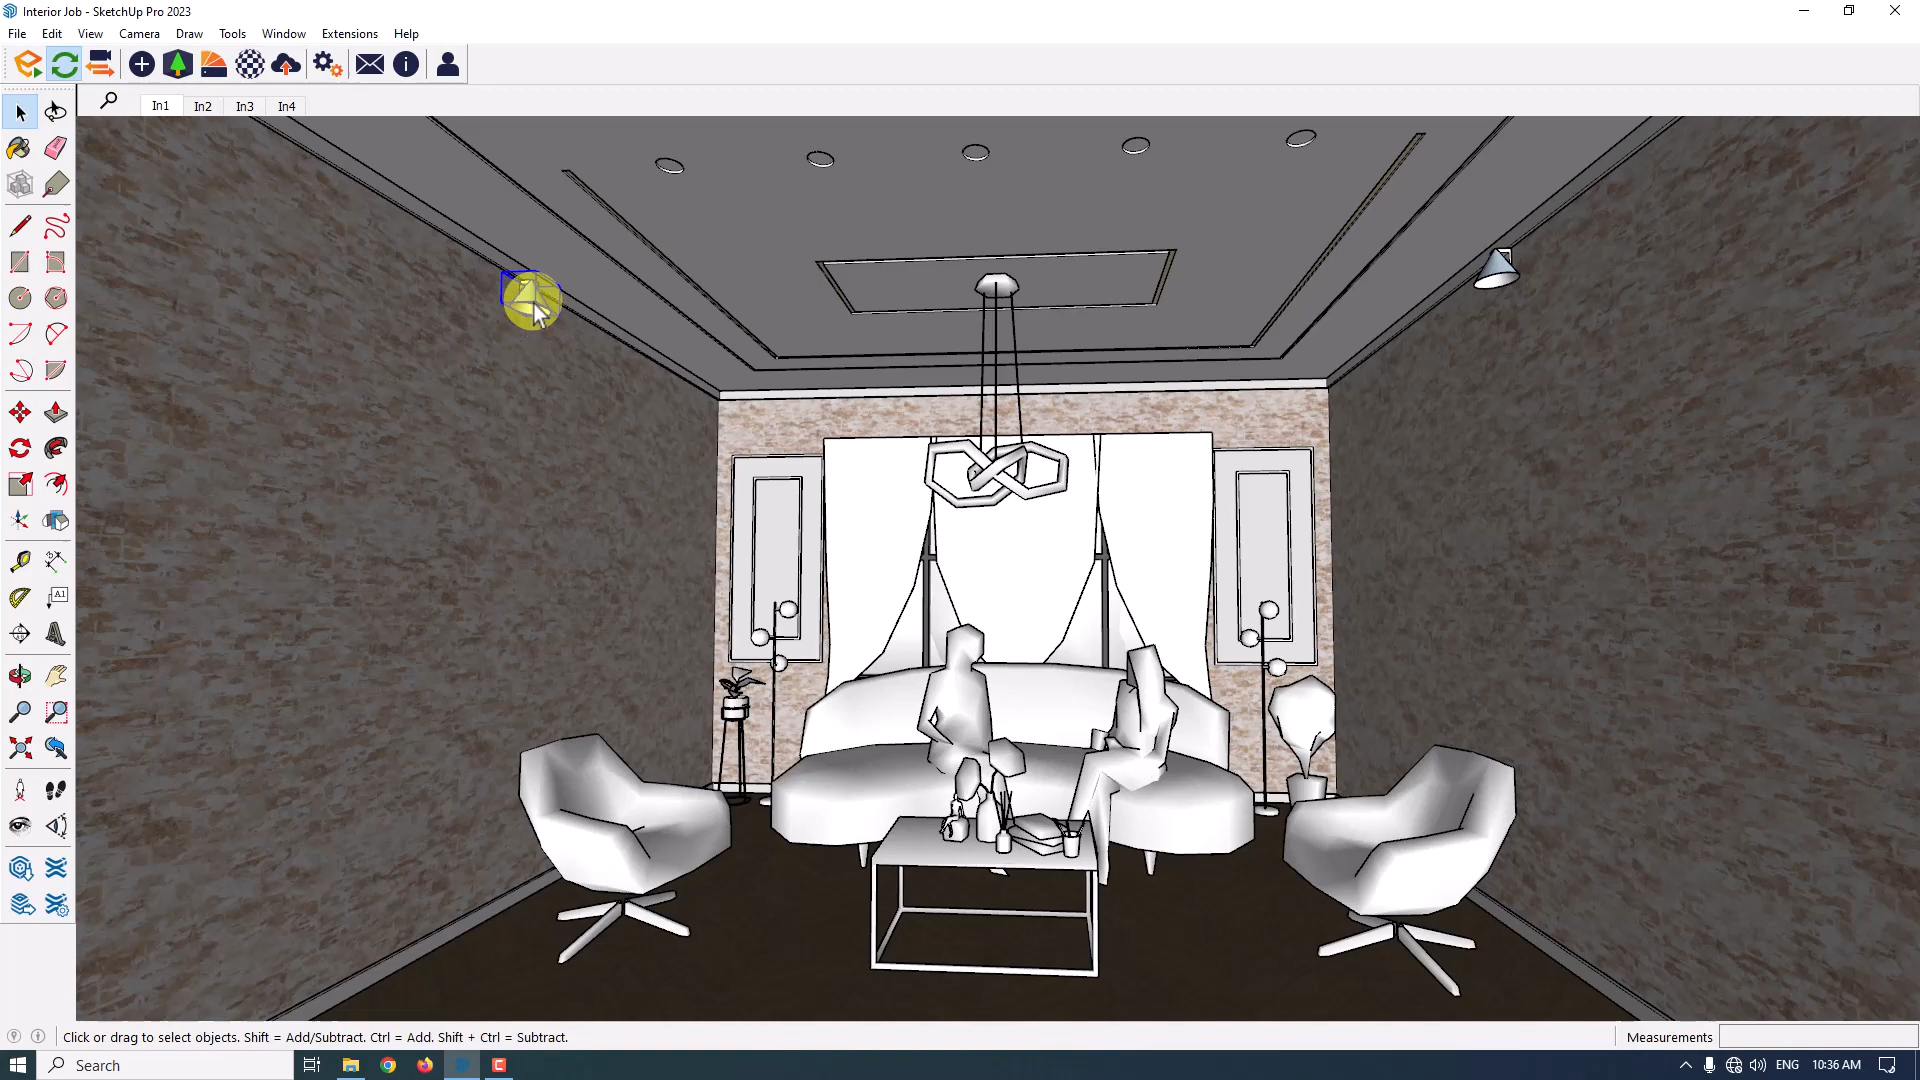 Interior Job - SketchUp Pro 2023
File Edit View Camera Draw Tools Window Extensions Help
In1 In2 In3 In4
A1
Click or drag to select objects. Shift = Add/Subtract. Ctrl = Add. Shift + Ctrl = Subtract.
Measurements
Search
ENG 10:36 AM